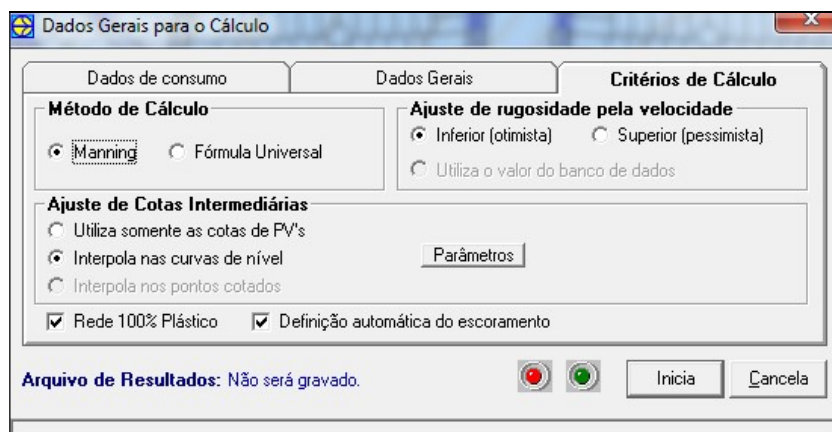 Dados Gerais para o Cálculo
Dados de consumo Dados Gerais Critérios de Cálculo
Método de Cálculo
Manning Fórmula Universal
Ajuste de rugosidade pela velocidade
Inferior (otimista) Superior (pessimista)
Utiliza o valor do banco de dados
Ajuste de Cotas Intermediárias
Utiliza somente as cotas de PV's
Interpola nas curvas de nível
Parâmetros
Interpola nos pontos cotados
Rede 100% Plástico Definição automática do escoramento
Arquivo de Resultados: Não será gravado.
Inicia Cancela